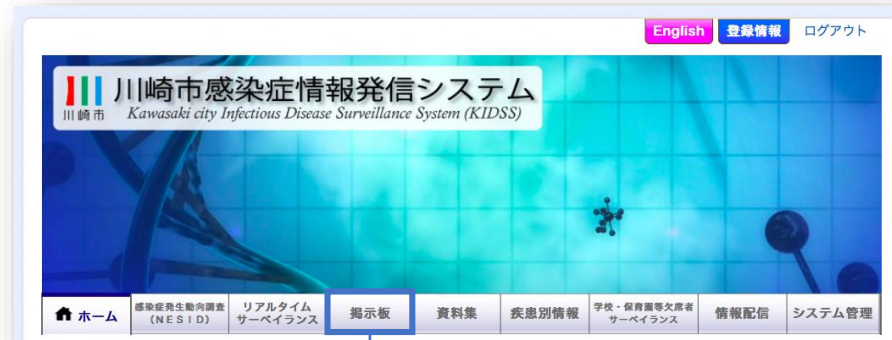 English 登録情報 ログアウト
川崎市感染症情報発信システム
川崎市 Kawasaki city Infectious Disease Surveillance System (KIDSS)
ホーム
感染症発生動向調査
(NESID)
リアルタイム
サーベイランス
掲示板
資料集
疾患別情報
学校・保育園等欠席者
サーベイランス
情報配信
システム管理